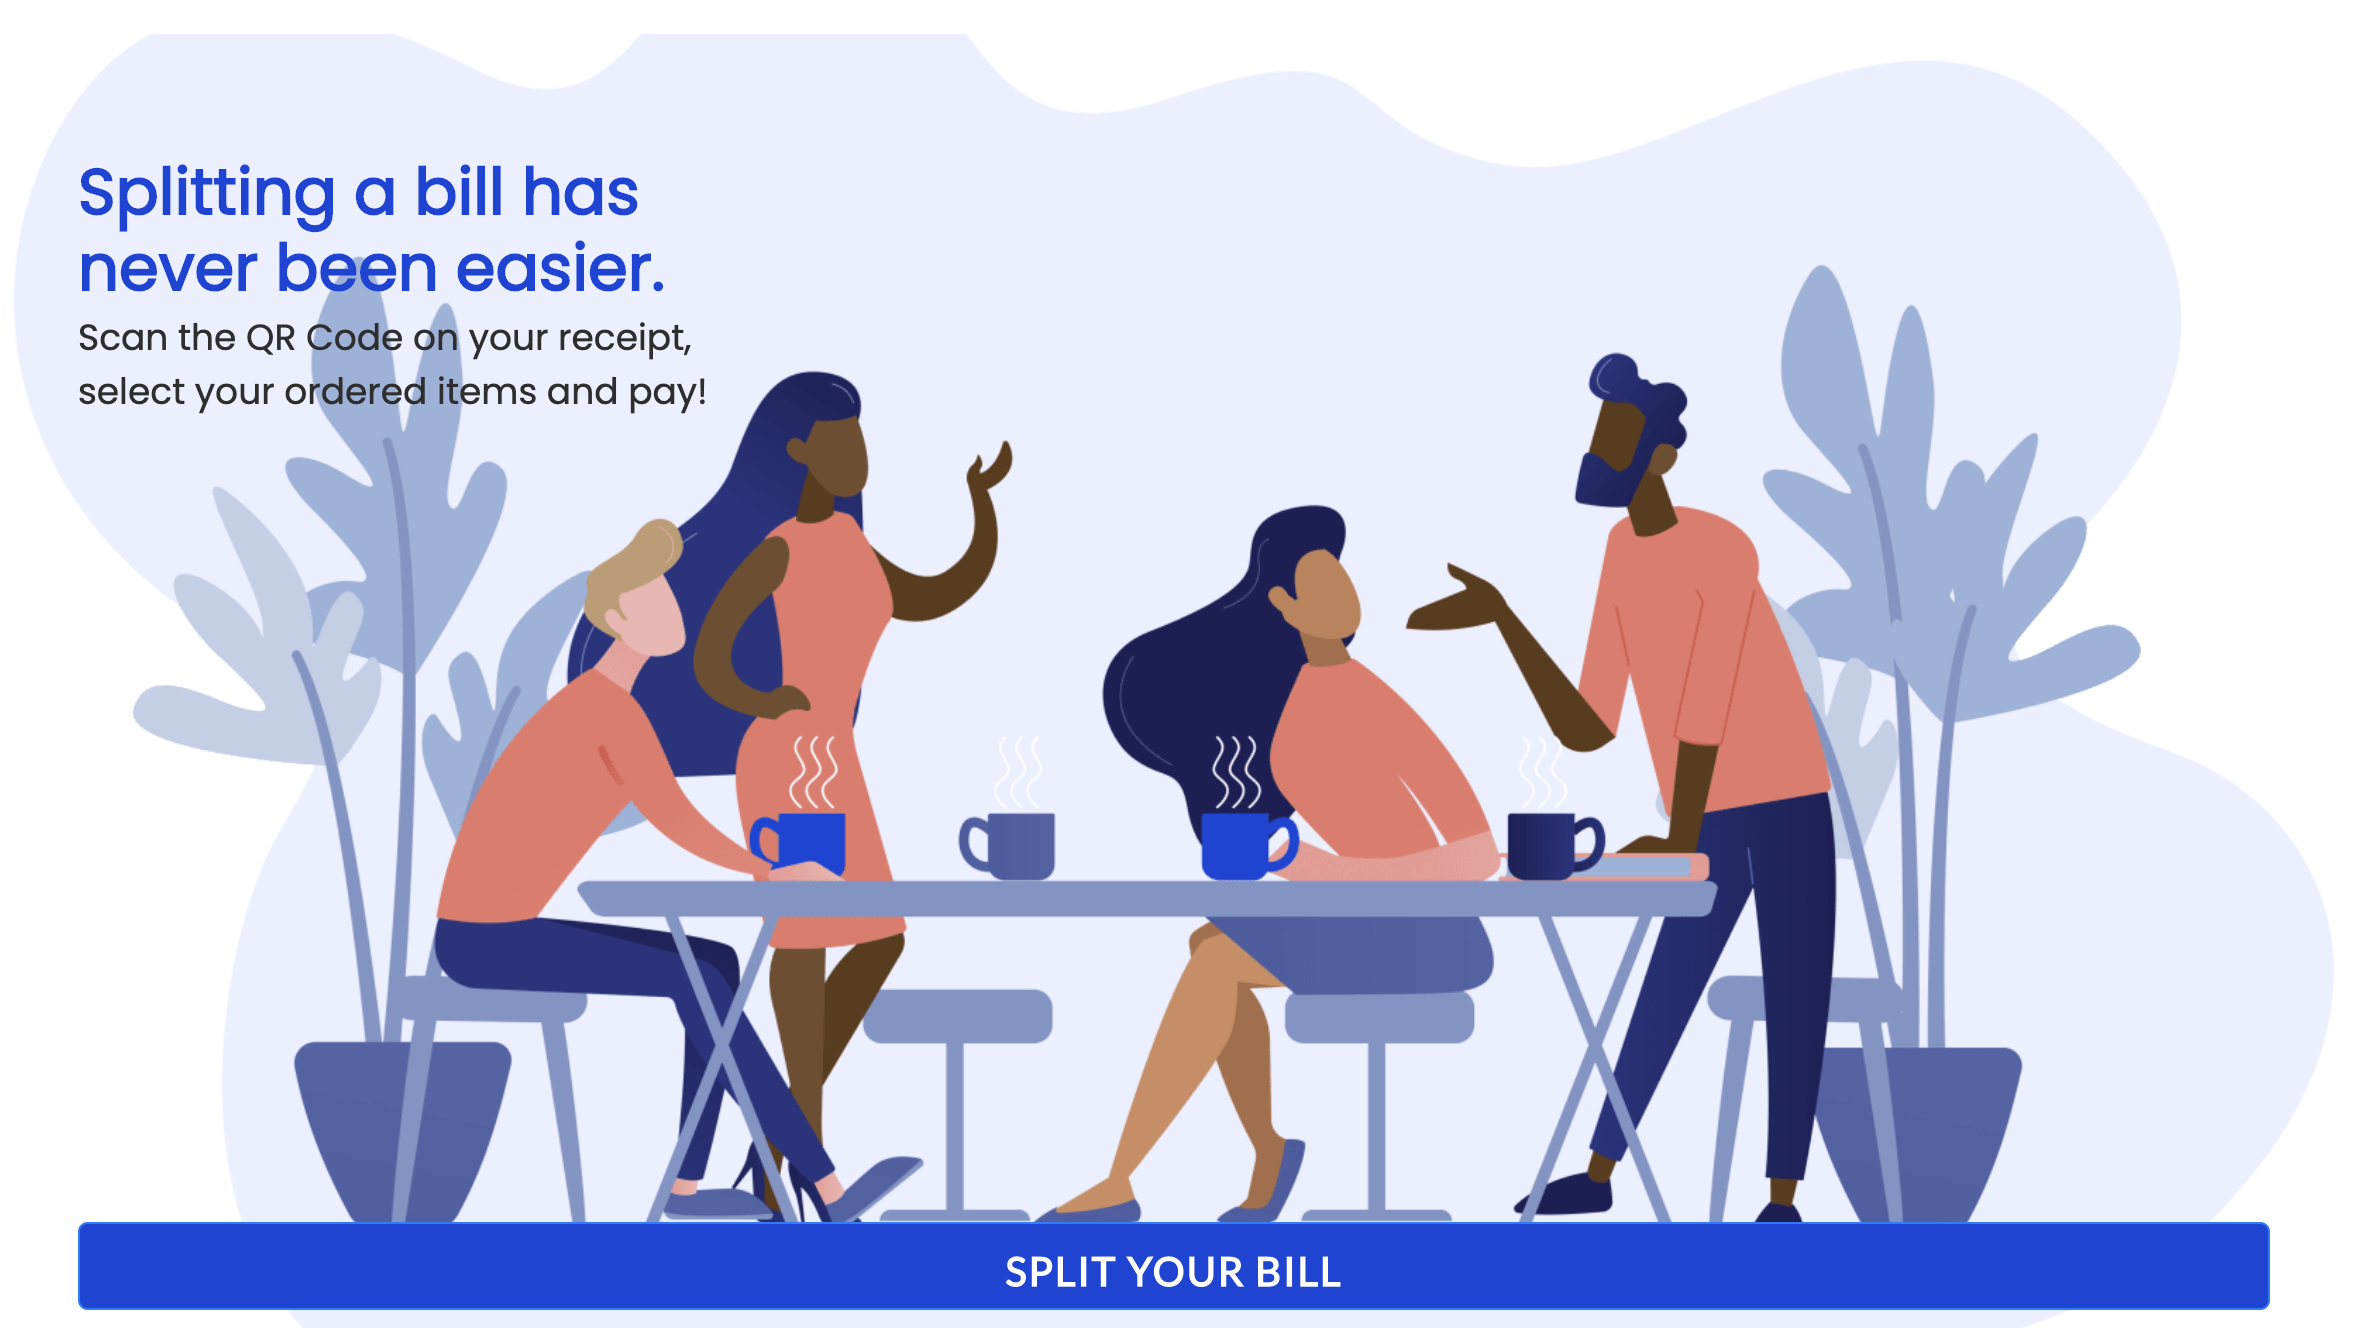 Splitting a bill has
never been easier.
Scan the QR Code on your receipt,
select your ordered items and pay!
SPLIT YOUR BILL